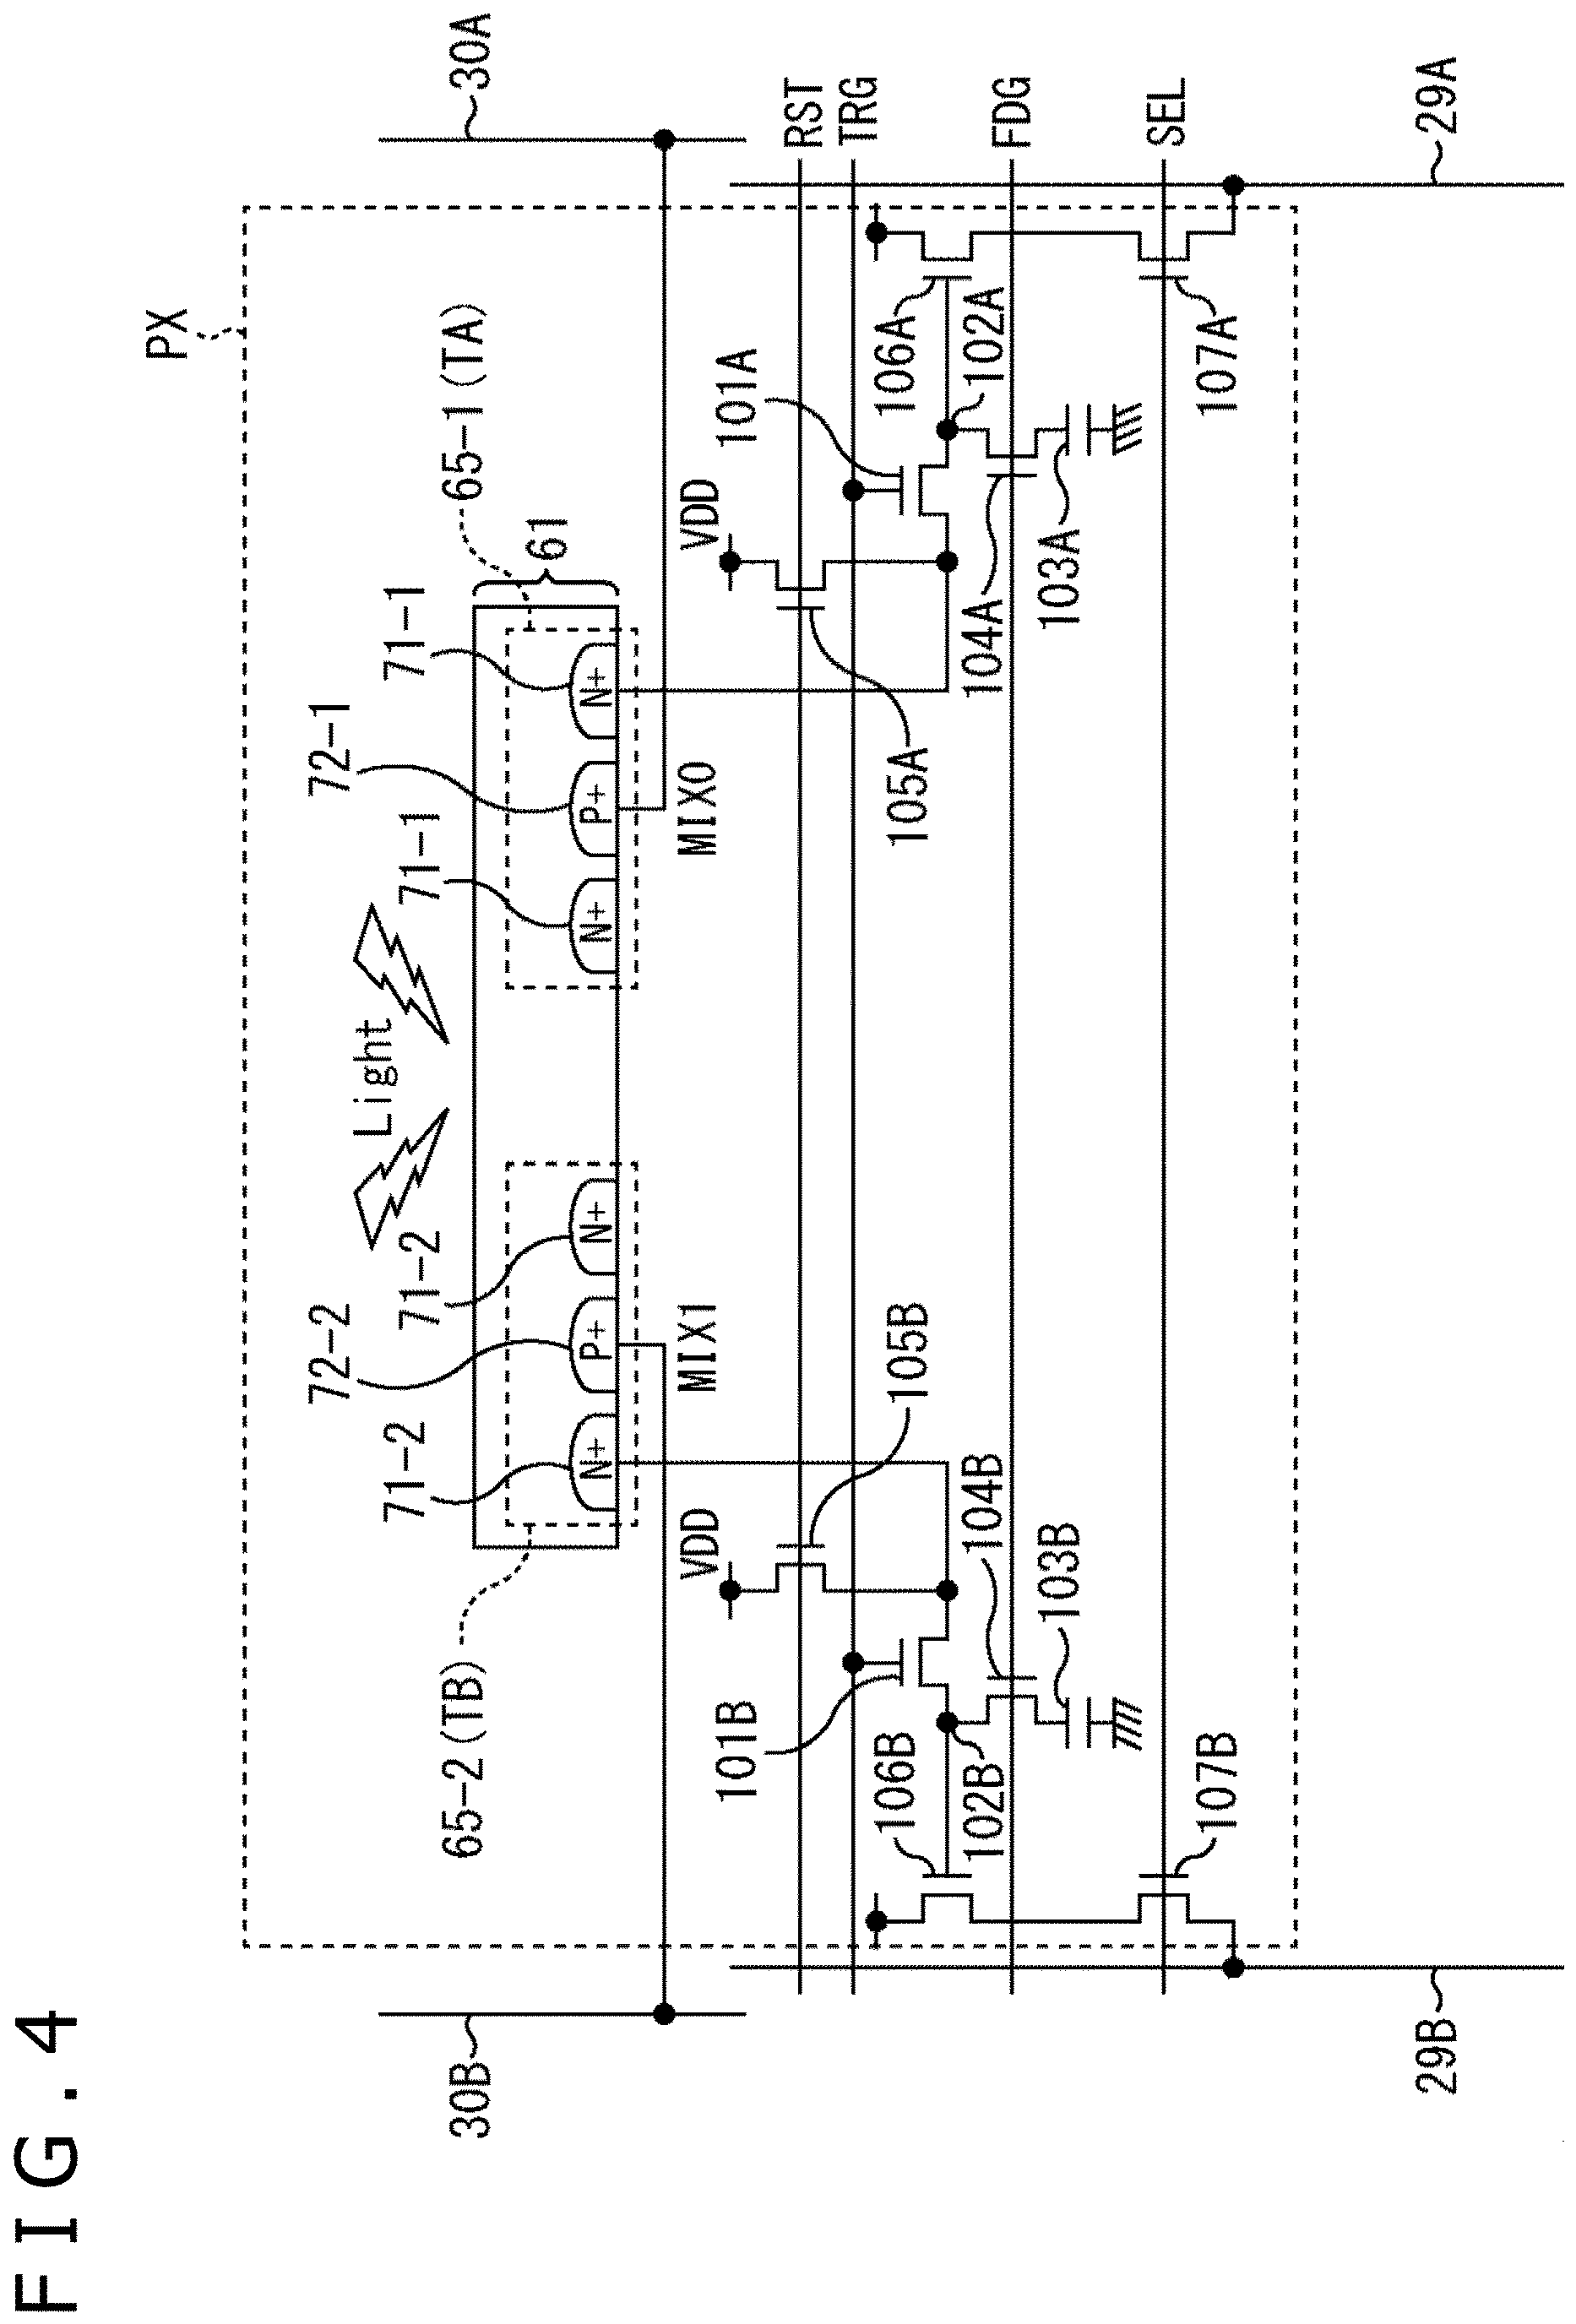 FIG. 4
PX
Light
72-2
72-1
71-2
71-2
71-1
71-1
65-2(TB)
65-1(TA)
30B
30A
N+
P+
N+
N+
P+
N+
61
MIX1
MIX0
VDD
VDD
101B
101A
RST
TRG
106B
105B
105A
106A
102B
104B
104A
102A
FDG
103B
103A
SEL
107B
107A
29B
29A